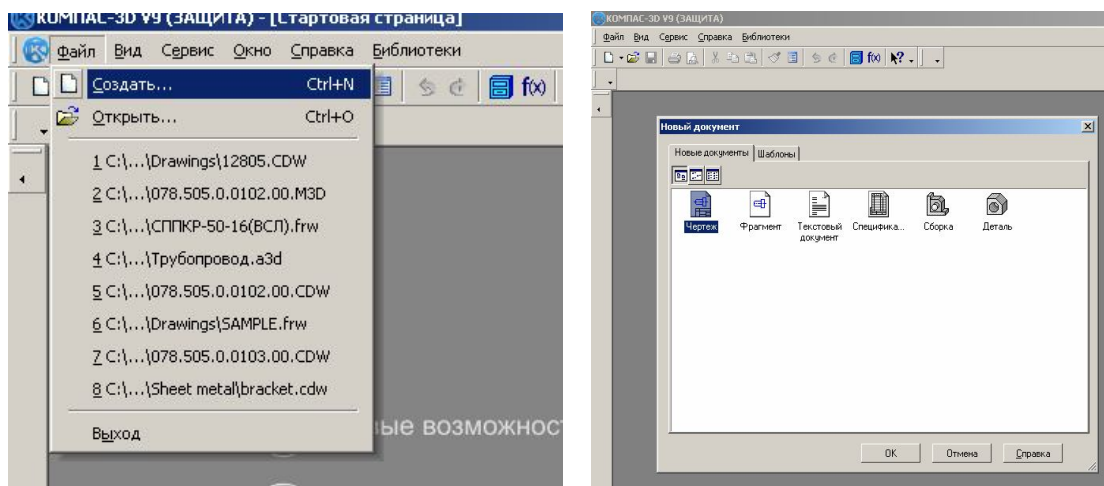 КОМПАС-3D V9 (ЗАЩИТА) - [Стартовая страница]
Файл Вид Сервис Окно Справка Библиотеки
Создать... Ctrl+N
f(x)
Открыть... Ctrl+O
1 C:\...\Drawings\12805.CDW
2 C:\...\078.505.0.0102.00.M3D
3 C:\...\СППКР-50-16(ВСЛ).frw
4 C:\...\Трубопровод.a3d
5 C:\...\078.505.0.0102.00.CDW
6 C:\...\Drawings\SAMPLE.frw
7 C:\...\078.505.0.0103.00.CDW
8 C:\...\Sheet metal\bracket.cdw
Выход
ые возможнос
КОМПАС-3D V9 (ЗАЩИТА)
Файл Вид Сервис Справка Библиотеки
f(x)
Новый документ
Новые документы Шаблоны
Чертеж Фрагмент Текстовый документ Специфика... Сборка Деталь
OK Отмена Справка